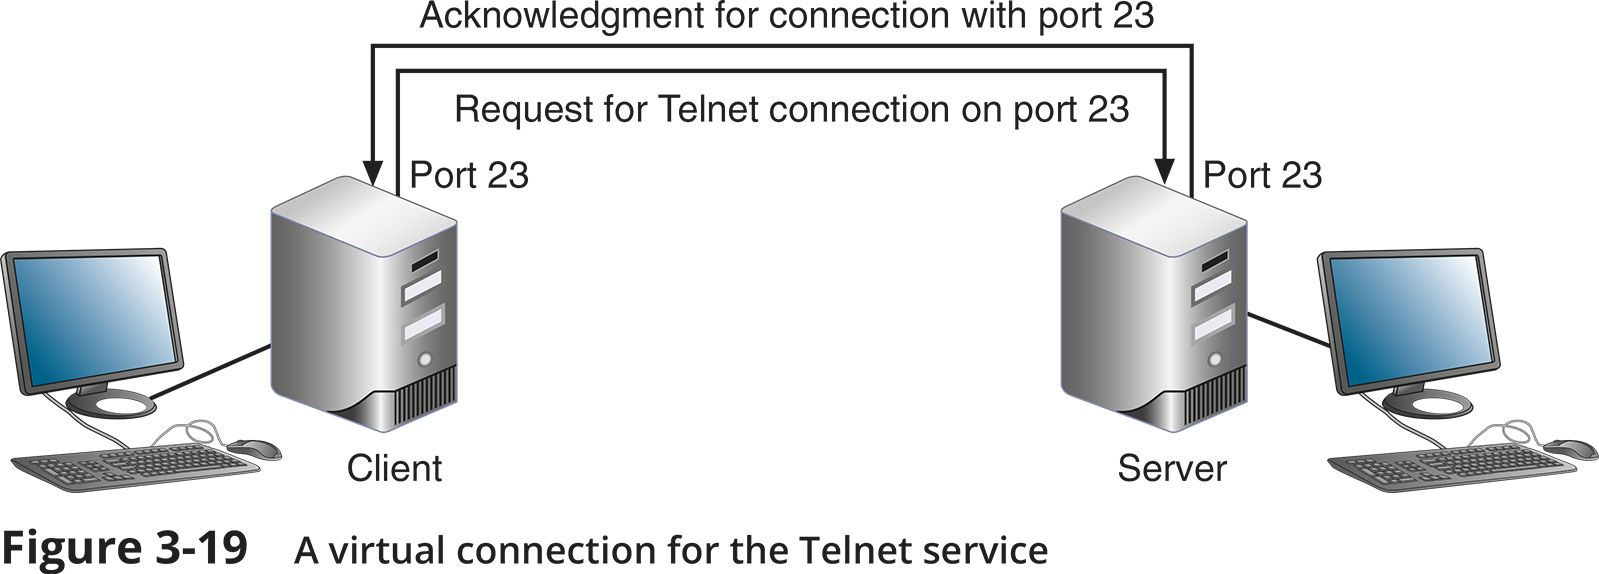 Acknowledgment for connection with port 23
Request for Telnet connection on port 23
Port 23
Port 23
Client
Server
Figure 3-19 A virtual connection for the Telnet service